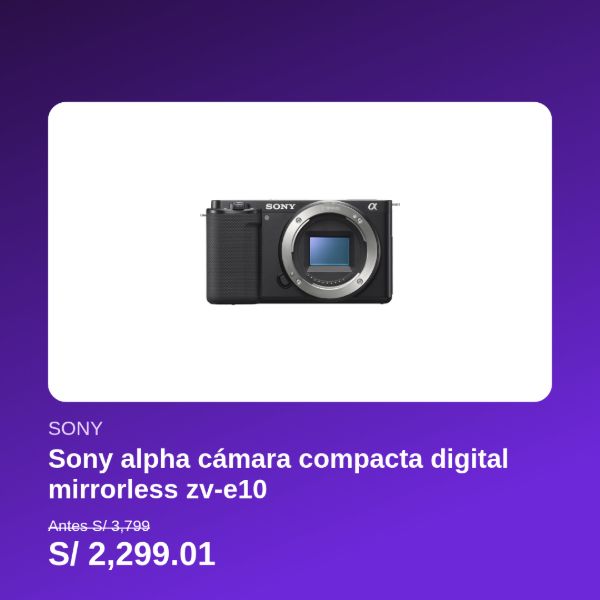 SONY
α
SONY
Sony alpha cámara compacta digital
mirrorless zv-e10
Antes S/ 3,799
S/ 2,299.01